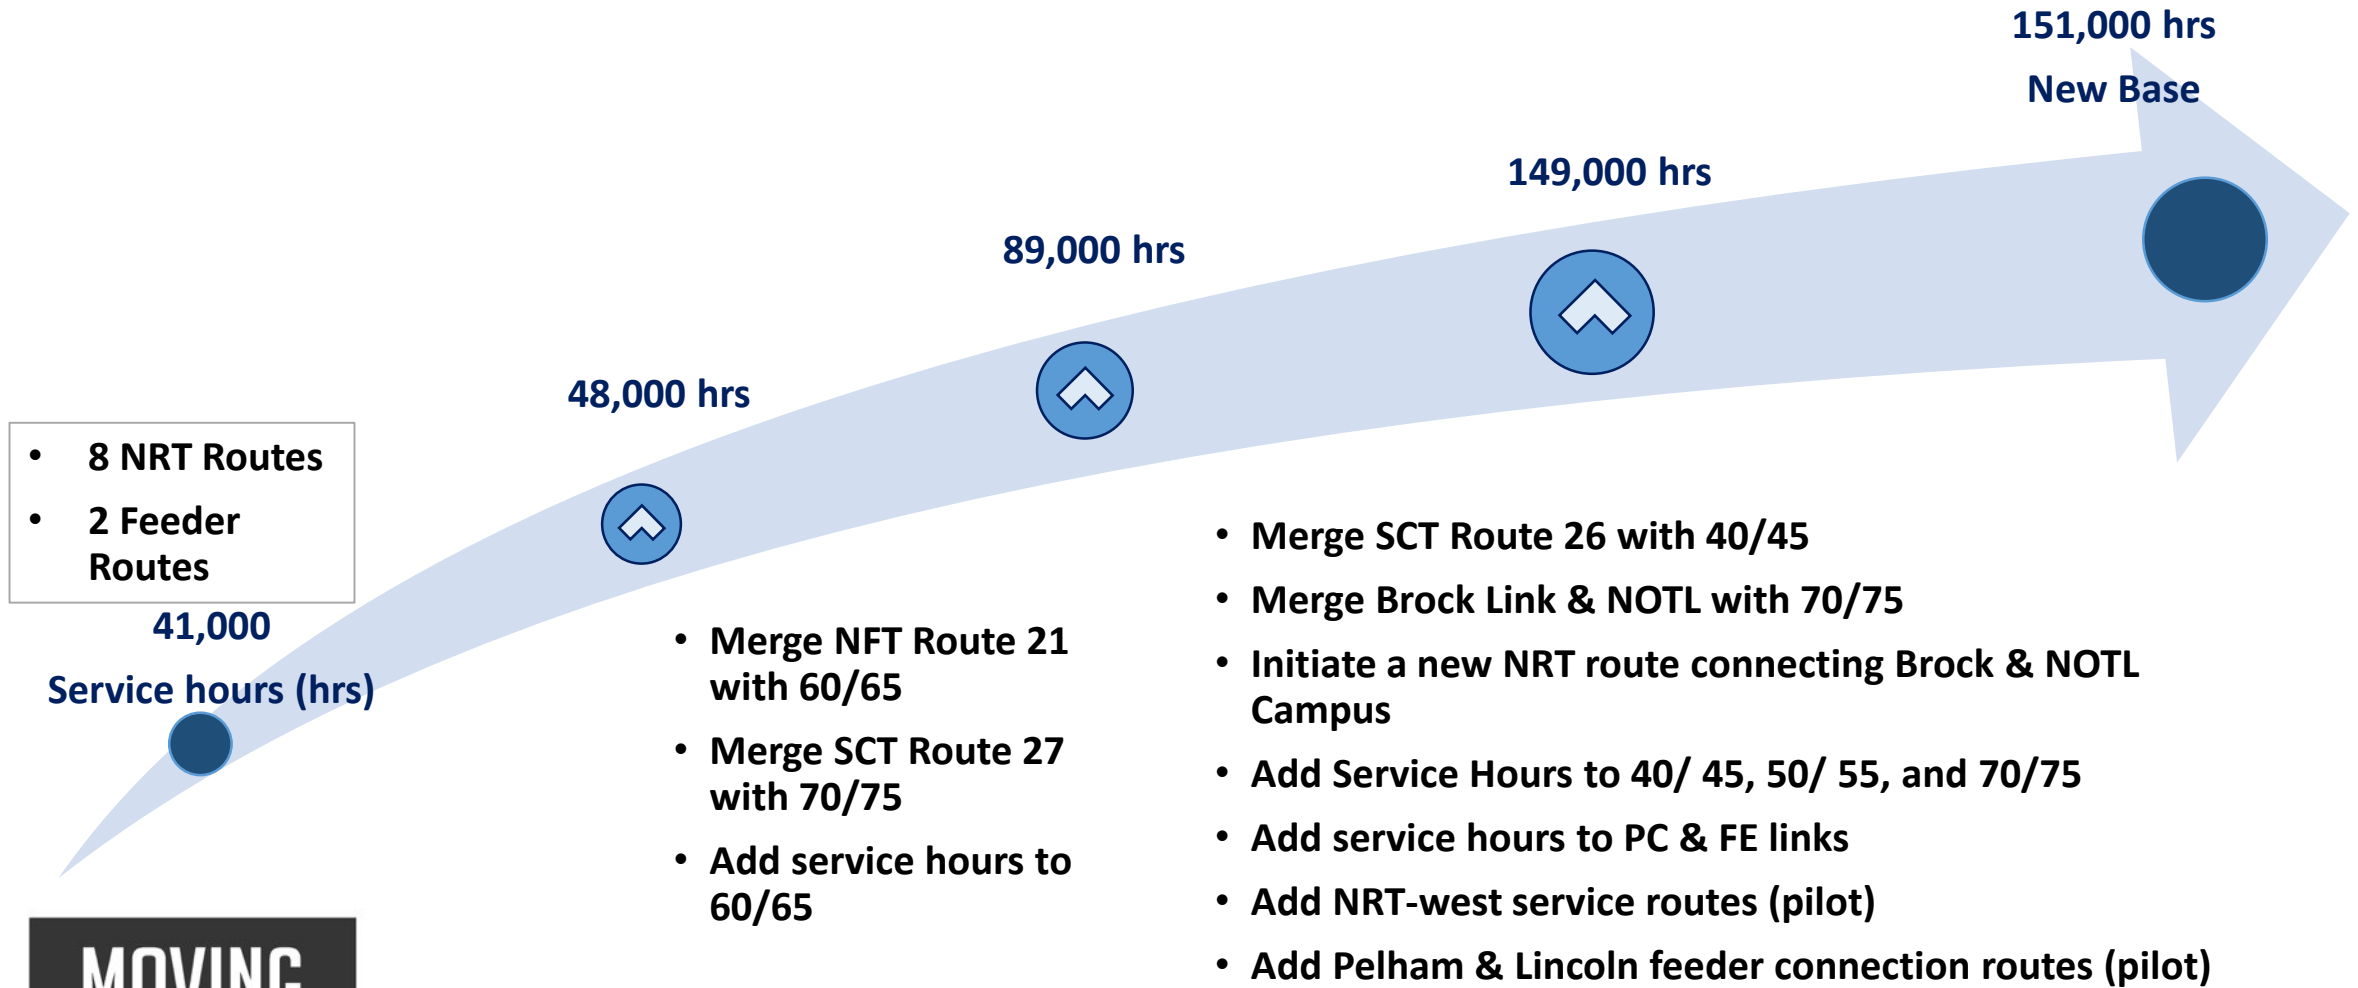 151,000 hrs
New Base
149,000 hrs
89,000 hrs
48,000 hrs
• 8 NRT Routes
• 2 Feeder
Routes
41,000
Service hours (hrs)
• Merge NFT Route 21
with 60/65
• Merge SCT Route 27
with 70/75
• Add service hours to
60/65
• Merge SCT Route 26 with 40/45
• Merge Brock Link & NOTL with 70/75
• Initiate a new NRT route connecting Brock & NOTL
Campus
• Add Service Hours to 40/ 45, 50/ 55, and 70/75
• Add service hours to PC & FE links
• Add NRT-west service routes (pilot)
• Add Pelham & Lincoln feeder connection routes (pilot)
MOVING